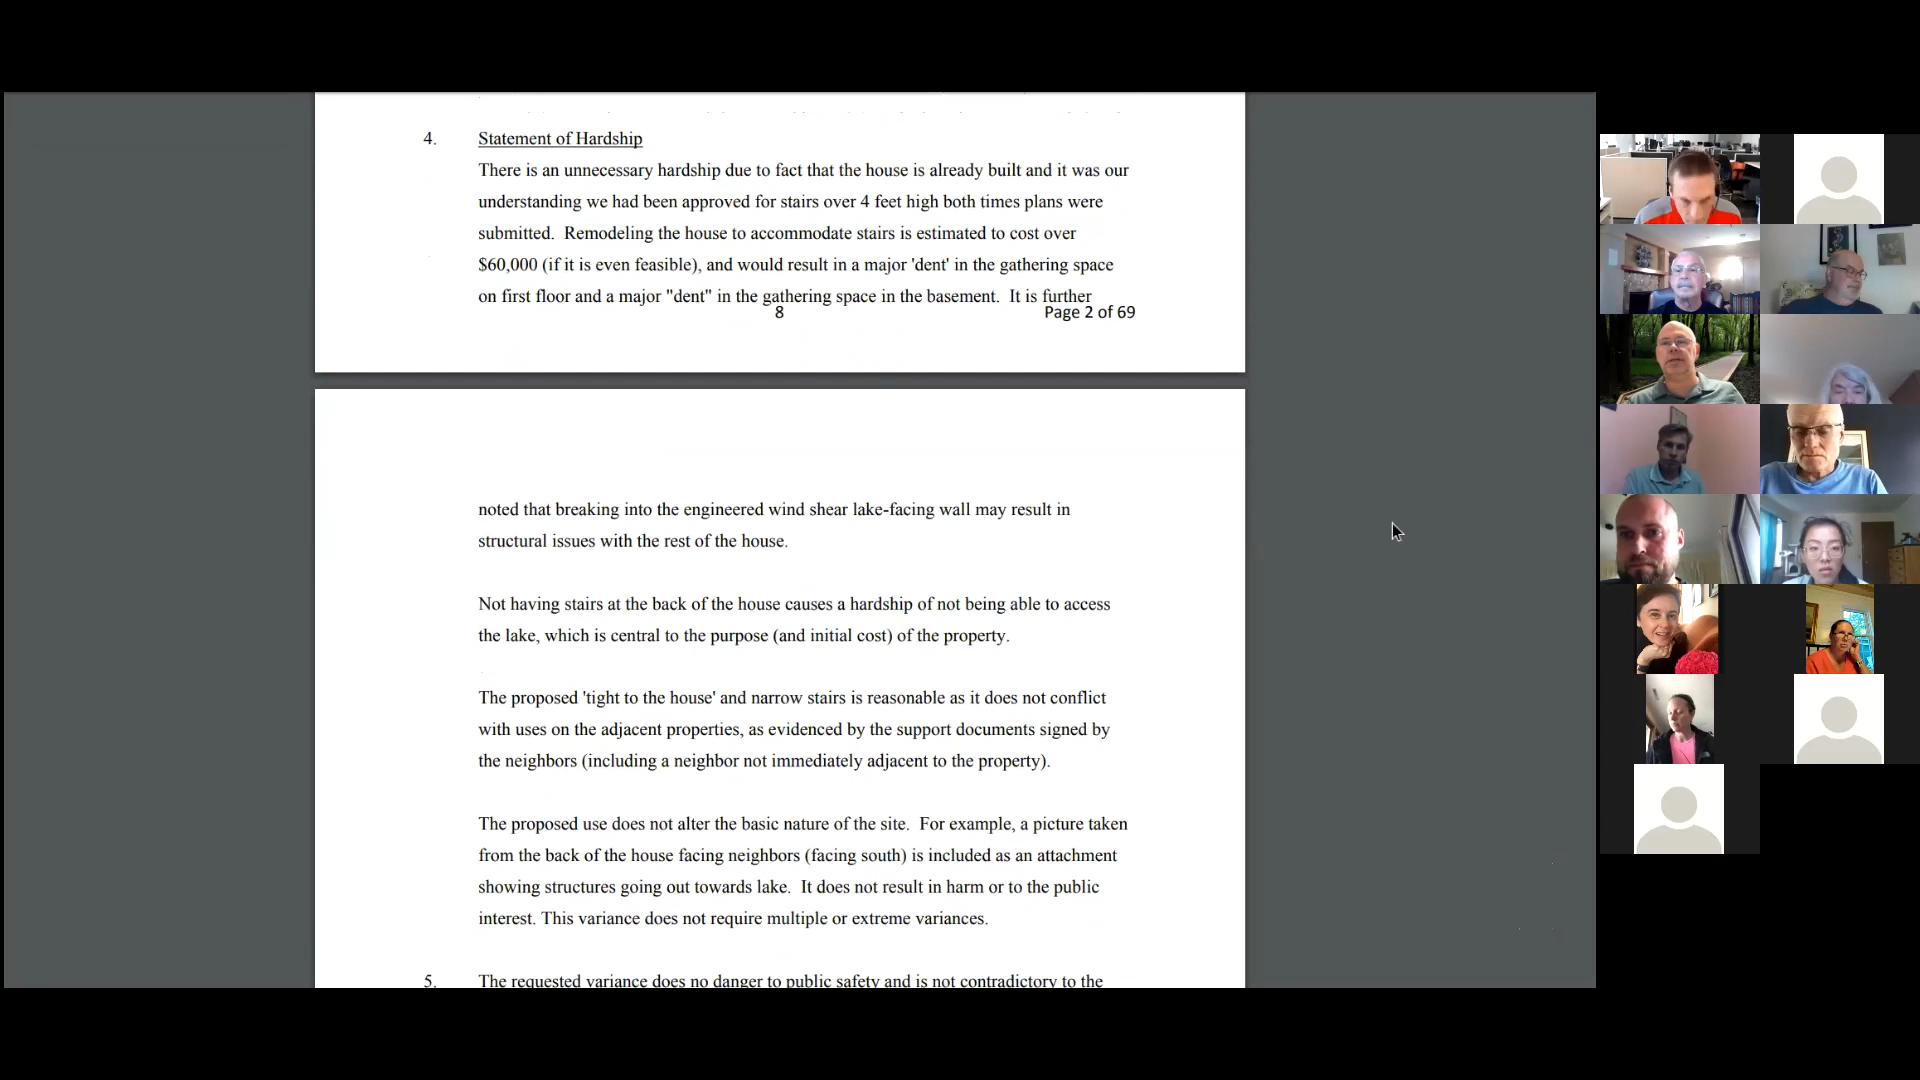 4. Statement of Hardship
There is an unnecessary hardship due to fact that the house is already built and it was our
understanding we had been approved for stairs over 4 feet high both times plans were
submitted. Remodeling the house to accommodate stairs is estimated to cost over
$60,000 (if it is even feasible), and would result in a major 'dent' in the gathering space
on first floor and a major "dent" in the gathering space in the basement. It is further
8 Page 2 of 69
noted that breaking into the engineered wind shear lake-facing wall may result in
structural issues with the rest of the house.
Not having stairs at the back of the house causes a hardship of not being able to access
the lake, which is central to the purpose (and initial cost) of the property.
The proposed 'tight to the house' and narrow stairs is reasonable as it does not conflict
with uses on the adjacent properties, as evidenced by the support documents signed by
the neighbors (including a neighbor not immediately adjacent to the property).
The proposed use does not alter the basic nature of the site. For example, a picture taken
from the back of the house facing neighbors (facing south) is included as an attachment
showing structures going out towards lake. It does not result in harm or to the public
interest. This variance does not require multiple or extreme variances.
5. The requested variance does no danger to public safety and is not contradictory to the